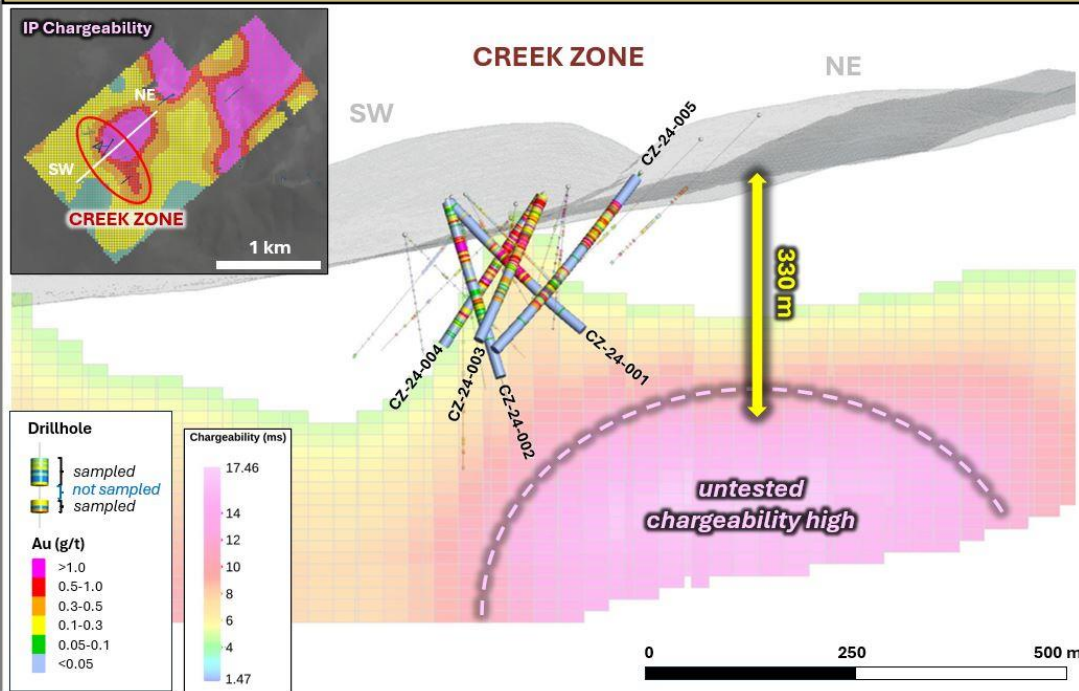 IP Chargeability
NE
SW
CREEK ZONE
1 km
CREEK ZONE
SW
NE
CZ-24-005
330 m
CZ-24-004
CZ-24-003
CZ-24-002
CZ-24-001
untested
chargeability high
Drillhole
sampled
not sampled
sampled
Au (g/t)
>1.0
0.5-1.0
0.3-0.5
0.1-0.3
0.05-0.1
<0.05
Chargeability (ms)
17.46
14
12
10
8
6
4
1.47
0
250
500 m